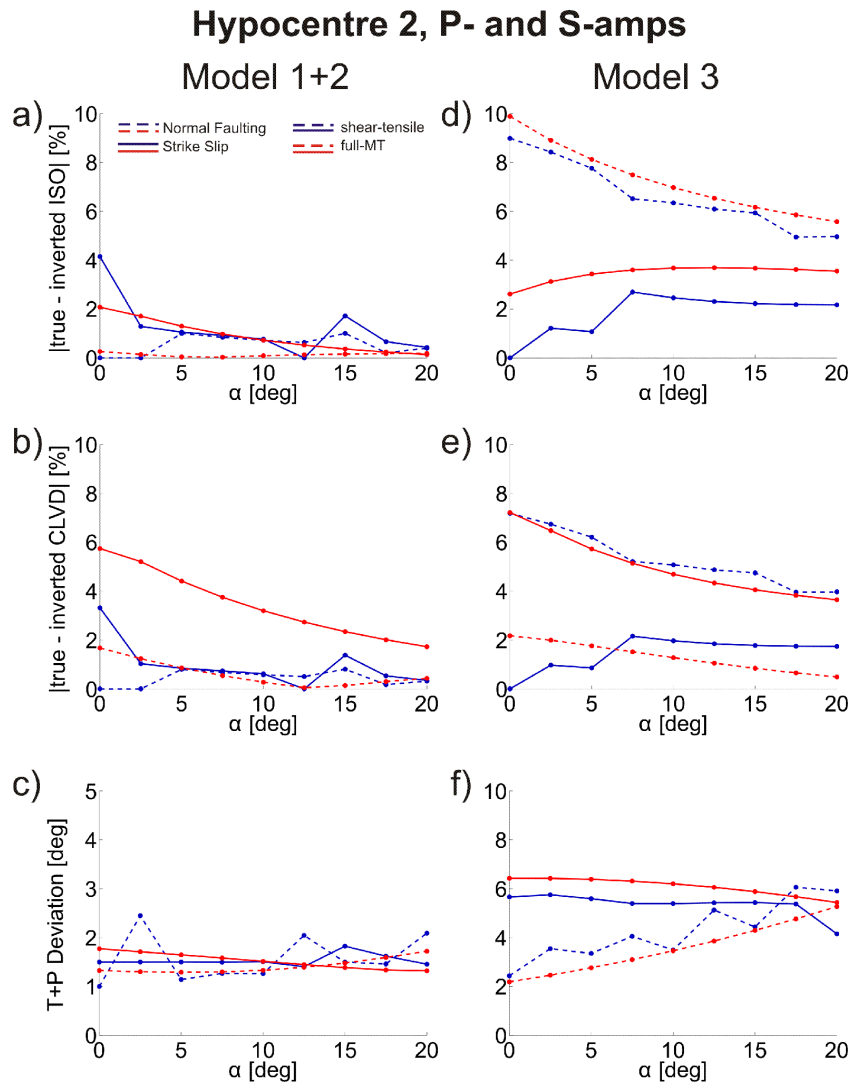 Hypocentre 2, P- and S-amps
Model 1+2
Model 3
a)
|true - inverted ISO| [%]
10
8
6
4
2
0
Normal Faulting
Strike Slip
shear-tensile
full-MT
0 5 10 15 20
α [deg]
d)
10
8
6
4
2
0
0 5 10 15 20
α [deg]
b)
|true - inverted CLVD| [%]
10
8
6
4
2
0
0 5 10 15 20
α [deg]
e)
10
8
6
4
2
0
0 5 10 15 20
α [deg]
c)
T+P Deviation [deg]
5
4
3
2
1
0
0 5 10 15 20
α [deg]
f)
10
8
6
4
2
0
0 5 10 15 20
α [deg]